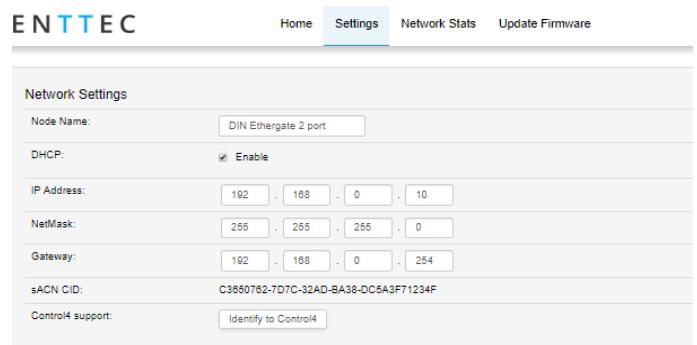 ENTTEC Home Settings Network Stats Update Firmware
Network Settings
Node Name: DIN Ethergate 2 port
DHCP: Enable
IP Address: 192 . 168 . 0 . 10
NetMask: 255 . 255 . 255 . 0
Gateway: 192 . 168 . 0 . 254
sACN CID: C3650762-7D7C-32AD-BA38-DC5A3F71234F
Control4 support: Identify to Control4